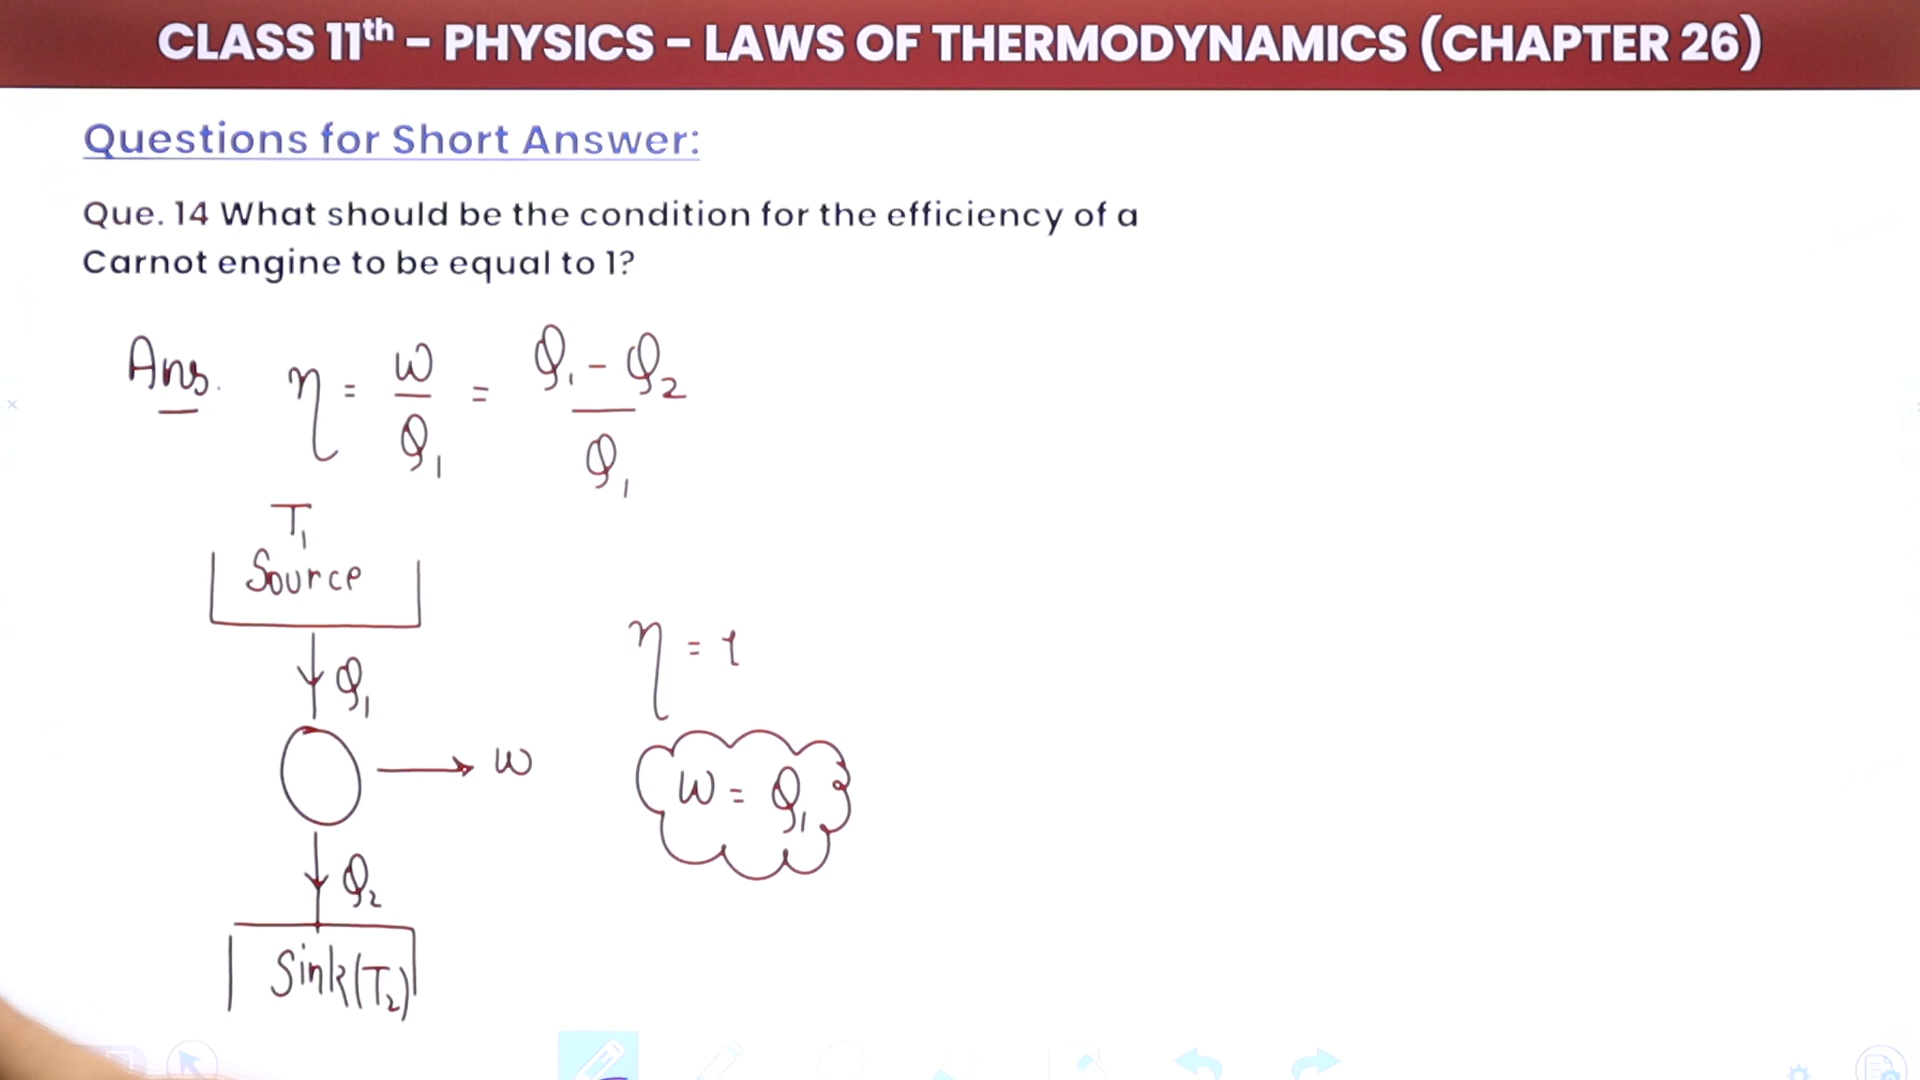 CLASS 11th - PHYSICS - LAWS OF THERMODYNAMICS (CHAPTER 26)
Questions for Short Answer:
Que. 14 What should be the condition for the efficiency of a
Carnot engine to be equal to 1?
Ans. η = W/Q₁ = Q₁ - Q₂/Q₁
T₁
Source
Q₁
W
Q₂
Sink(T₂)
η = 1
W = Q₁